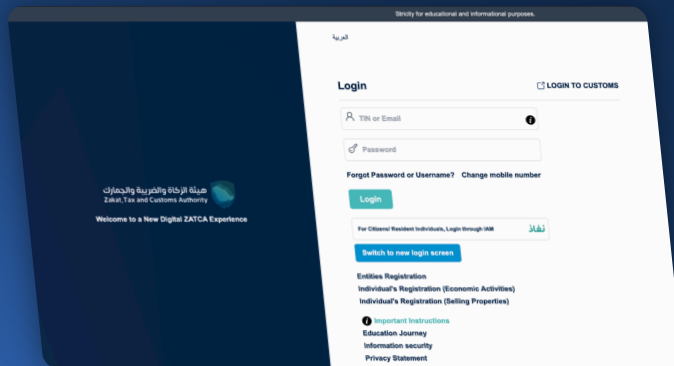 Strictly for educational and informational purposes.
العربية
Login
LOGIN TO CUSTOMS
TIN or Email
Password
Forgot Password or Username? Change mobile number
Login
For Citizens/ Resident Individuals, Login through IAM نفاذ
Switch to new login screen
Entities Registration
Individual's Registration (Economic Activities)
Individual's Registration (Selling Properties)
Important Instructions
Education Journey
Information security
Privacy Statement
هيئة الزكاة والضريبة والجمارك
Zakat, Tax and Customs Authority
Welcome to a New Digital ZATCA Experience